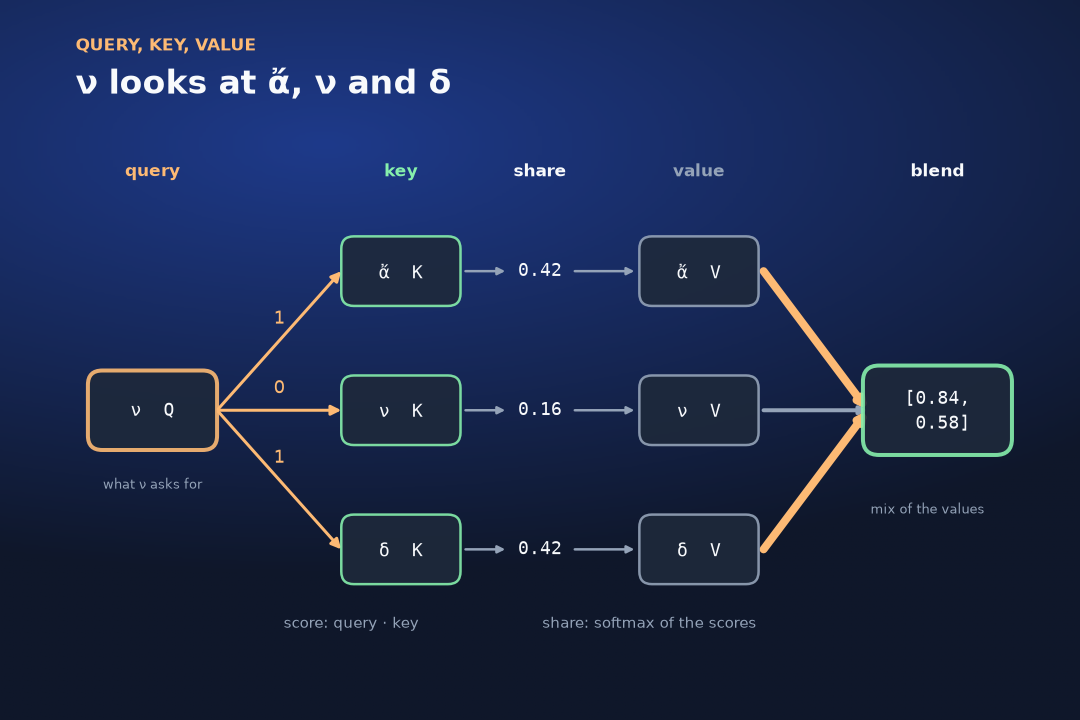 QUERY, KEY, VALUE
ν looks at ἄ, ν and δ
query key share value blend
ἄ K 0.42 ἄ V
1
0
ν Q ν K 0.16 ν V [0.84,
0.58]
1
what ν asks for
mix of the values
δ K 0.42 δ V
score: query · key share: softmax of the scores